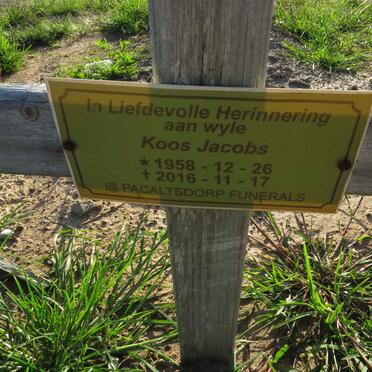 In Liefdevolle Herinnering
aan wyle
Koos Jacobs
★ 1958 - 12 - 26
† 2016 - 11 - 17
@ PACALTSDORP FUNERALS